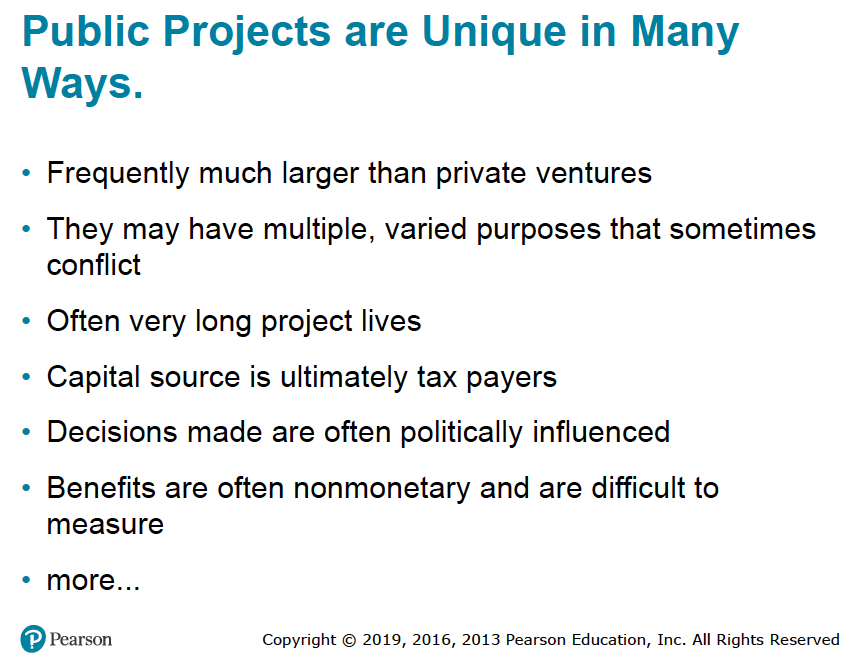 Public Projects are Unique in Many
Ways.
• Frequently much larger than private ventures
• They may have multiple, varied purposes that sometimes
conflict
• Often very long project lives
• Capital source is ultimately tax payers
• Decisions made are often politically influenced
• Benefits are often nonmonetary and are difficult to
measure
• more...
P Pearson
Copyright © 2019, 2016, 2013 Pearson Education, Inc. All Rights Reserved